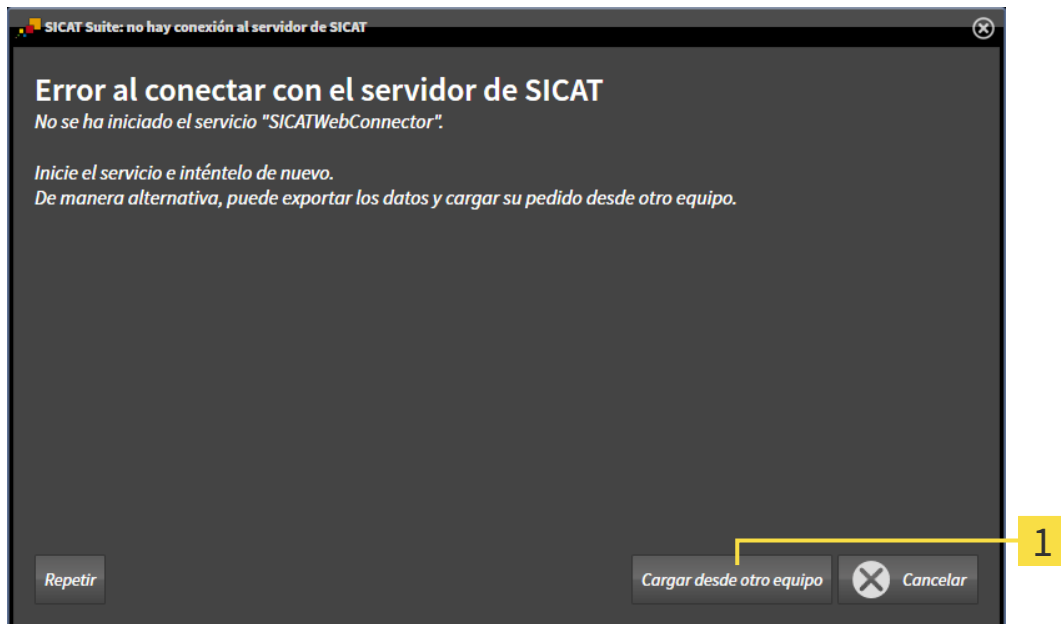 SICAT Suite: no hay conexión al servidor de SICAT
Error al conectar con el servidor de SICAT
No se ha iniciado el servicio "SICATWebConnector".
Inicie el servicio e inténtelo de nuevo.
De manera alternativa, puede exportar los datos y cargar su pedido desde otro equipo.
1
Repetir
Cargar desde otro equipo
Cancelar